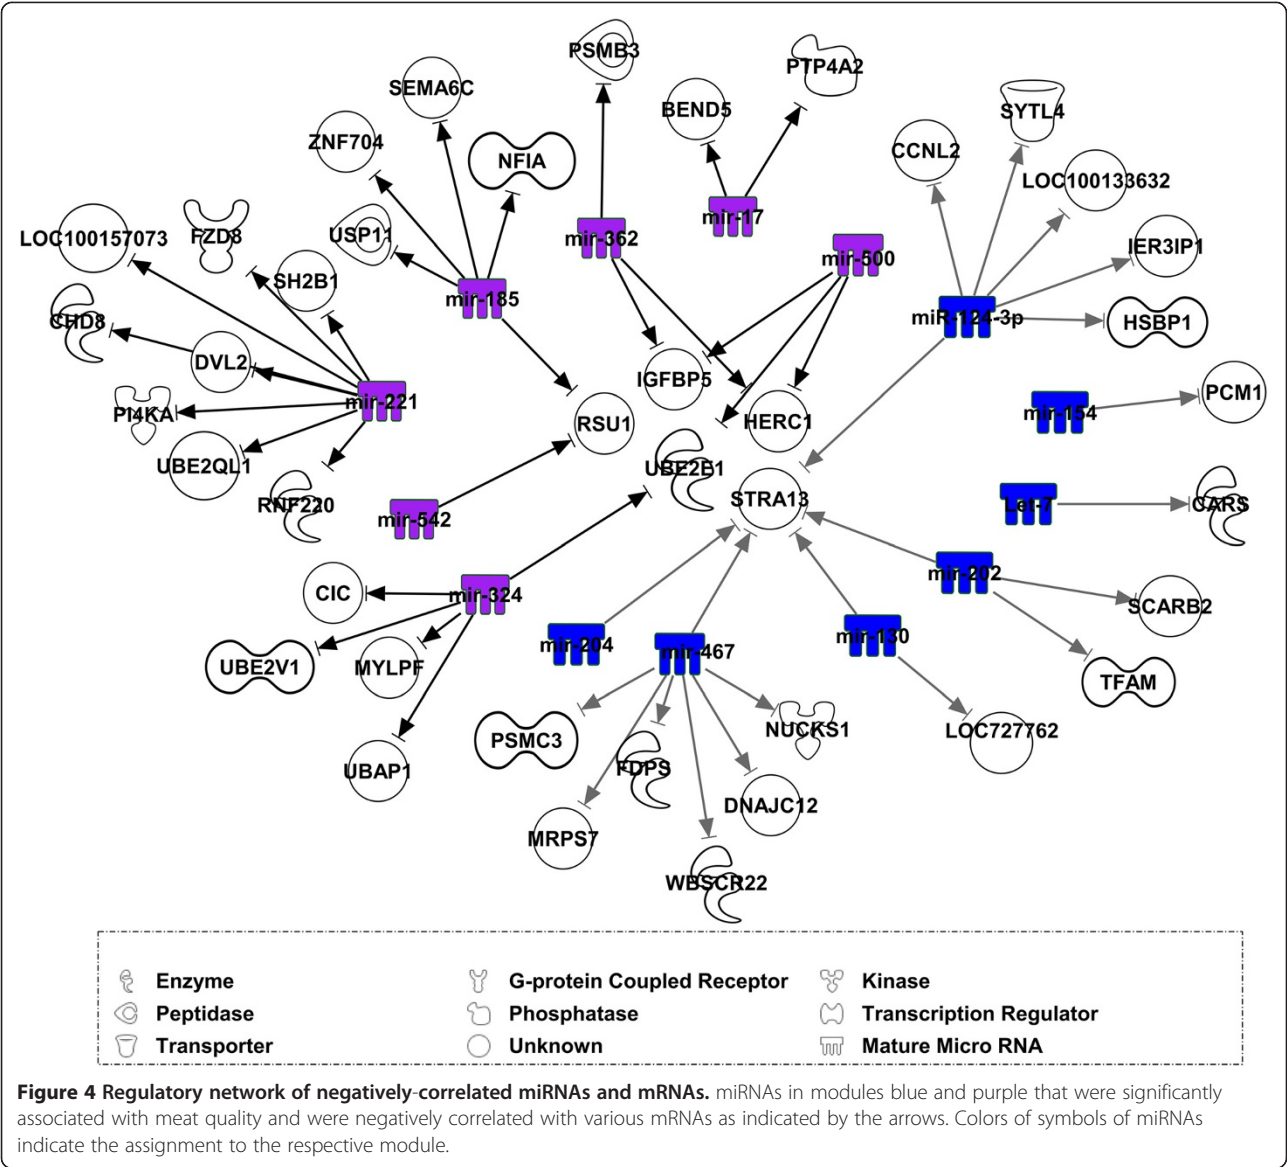 PSMB3
PTP4A2
SEMA6C
BEND5
SYTL4
ZNF704
CCNL2
NFIA
LOC100133632
mir-17
USP11
FZD8
LOC100157073
mir-362
IER3IP1
mir-500
SH2B1
mir-185
miR-124-3p
CHD8
HSBP1
DVL2
IGFBP5
PCM1
mir-221
PI4KA
mir-154
RSU1
HERC1
UBE2QL1
UBE2E1
STRA13
RNF220
Let-7
CARS
mir-542
mir-202
CIC
mir-324
SCARB2
mir-130
mir-204
mir-467
UBE2V1
MYLPF
TFAM
NUCKS1
LOC727762
PSMC3
FDPS
UBAP1
DNAJC12
MRPS7
WBSCR22
Enzyme G-protein Coupled Receptor Kinase
Peptidase Phosphatase Transcription Regulator
Transporter Unknown Mature Micro RNA
Figure 4 Regulatory network of negatively-correlated miRNAs and mRNAs. miRNAs in modules blue and purple that were significantly
associated with meat quality and were negatively correlated with various mRNAs as indicated by the arrows. Colors of symbols of miRNAs
indicate the assignment to the respective module.